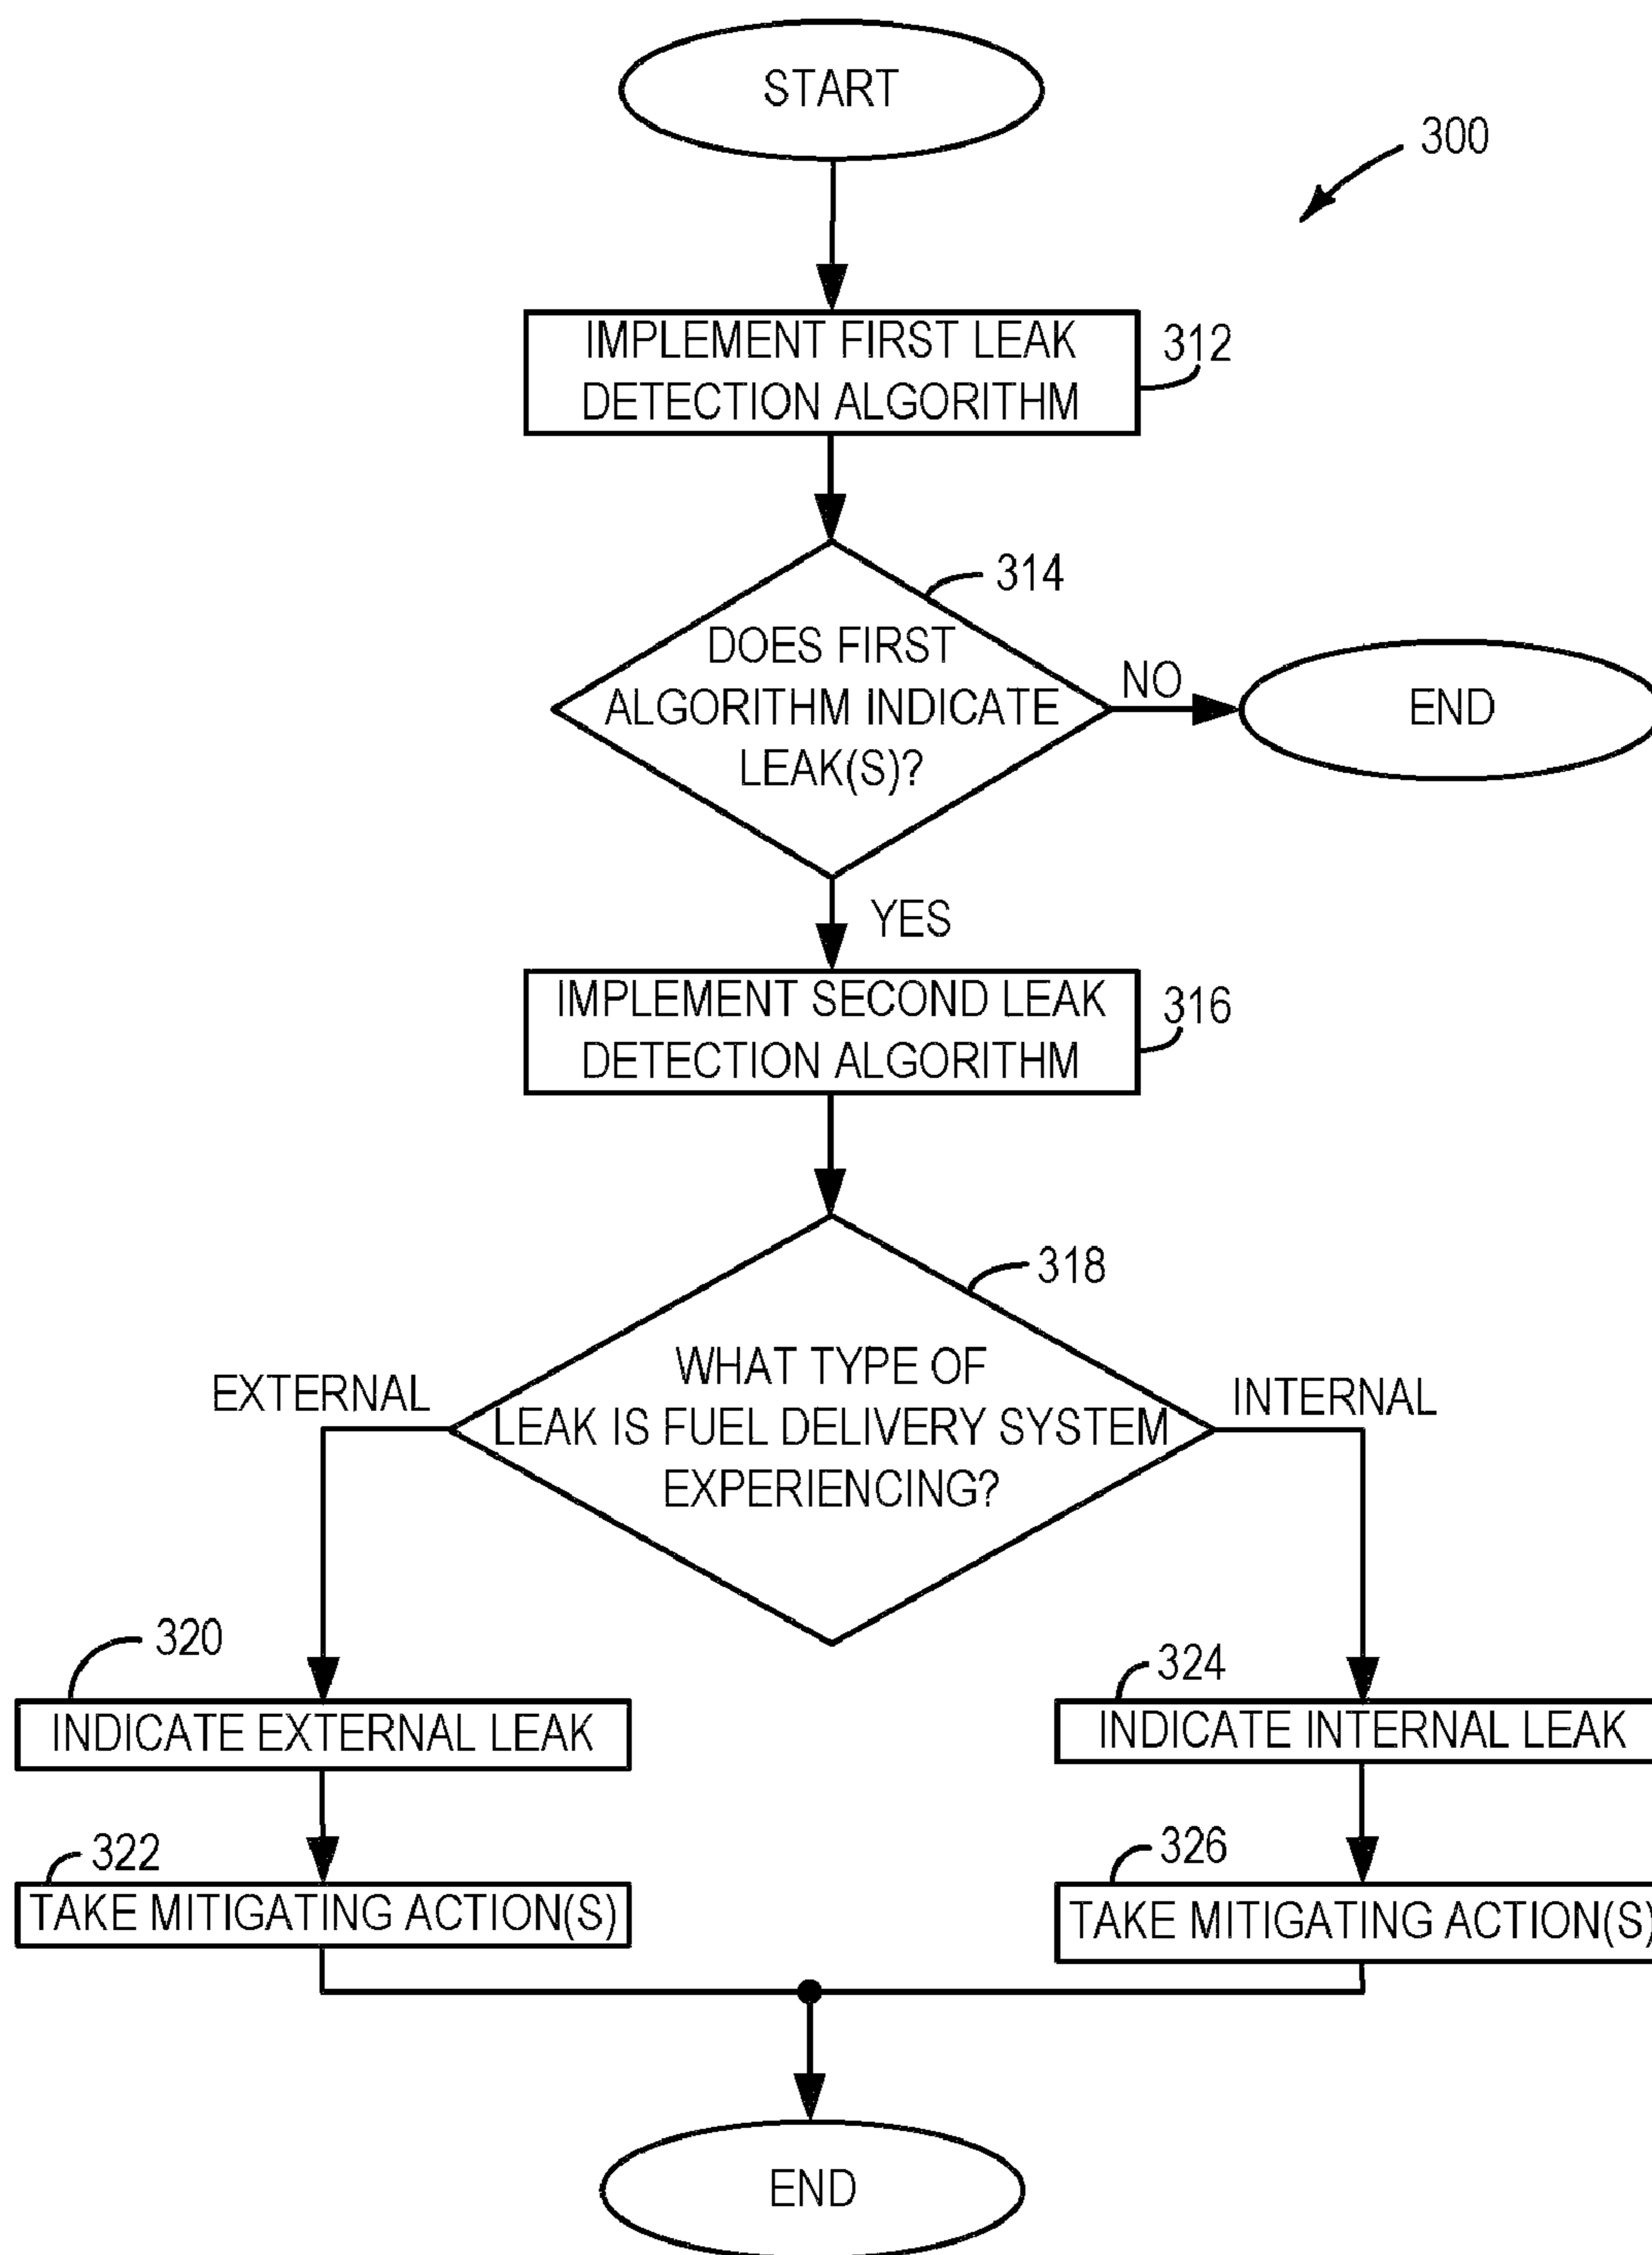 START
300
IMPLEMENT FIRST LEAK
DETECTION ALGORITHM
312
314
DOES FIRST
ALGORITHM INDICATE
LEAK(S)?
NO
END
YES
IMPLEMENT SECOND LEAK
DETECTION ALGORITHM
316
318
WHAT TYPE OF
LEAK IS FUEL DELIVERY SYSTEM
EXPERIENCING?
EXTERNAL
INTERNAL
320
INDICATE EXTERNAL LEAK
322
TAKE MITIGATING ACTION(S)
324
INDICATE INTERNAL LEAK
326
TAKE MITIGATING ACTION(S)
END